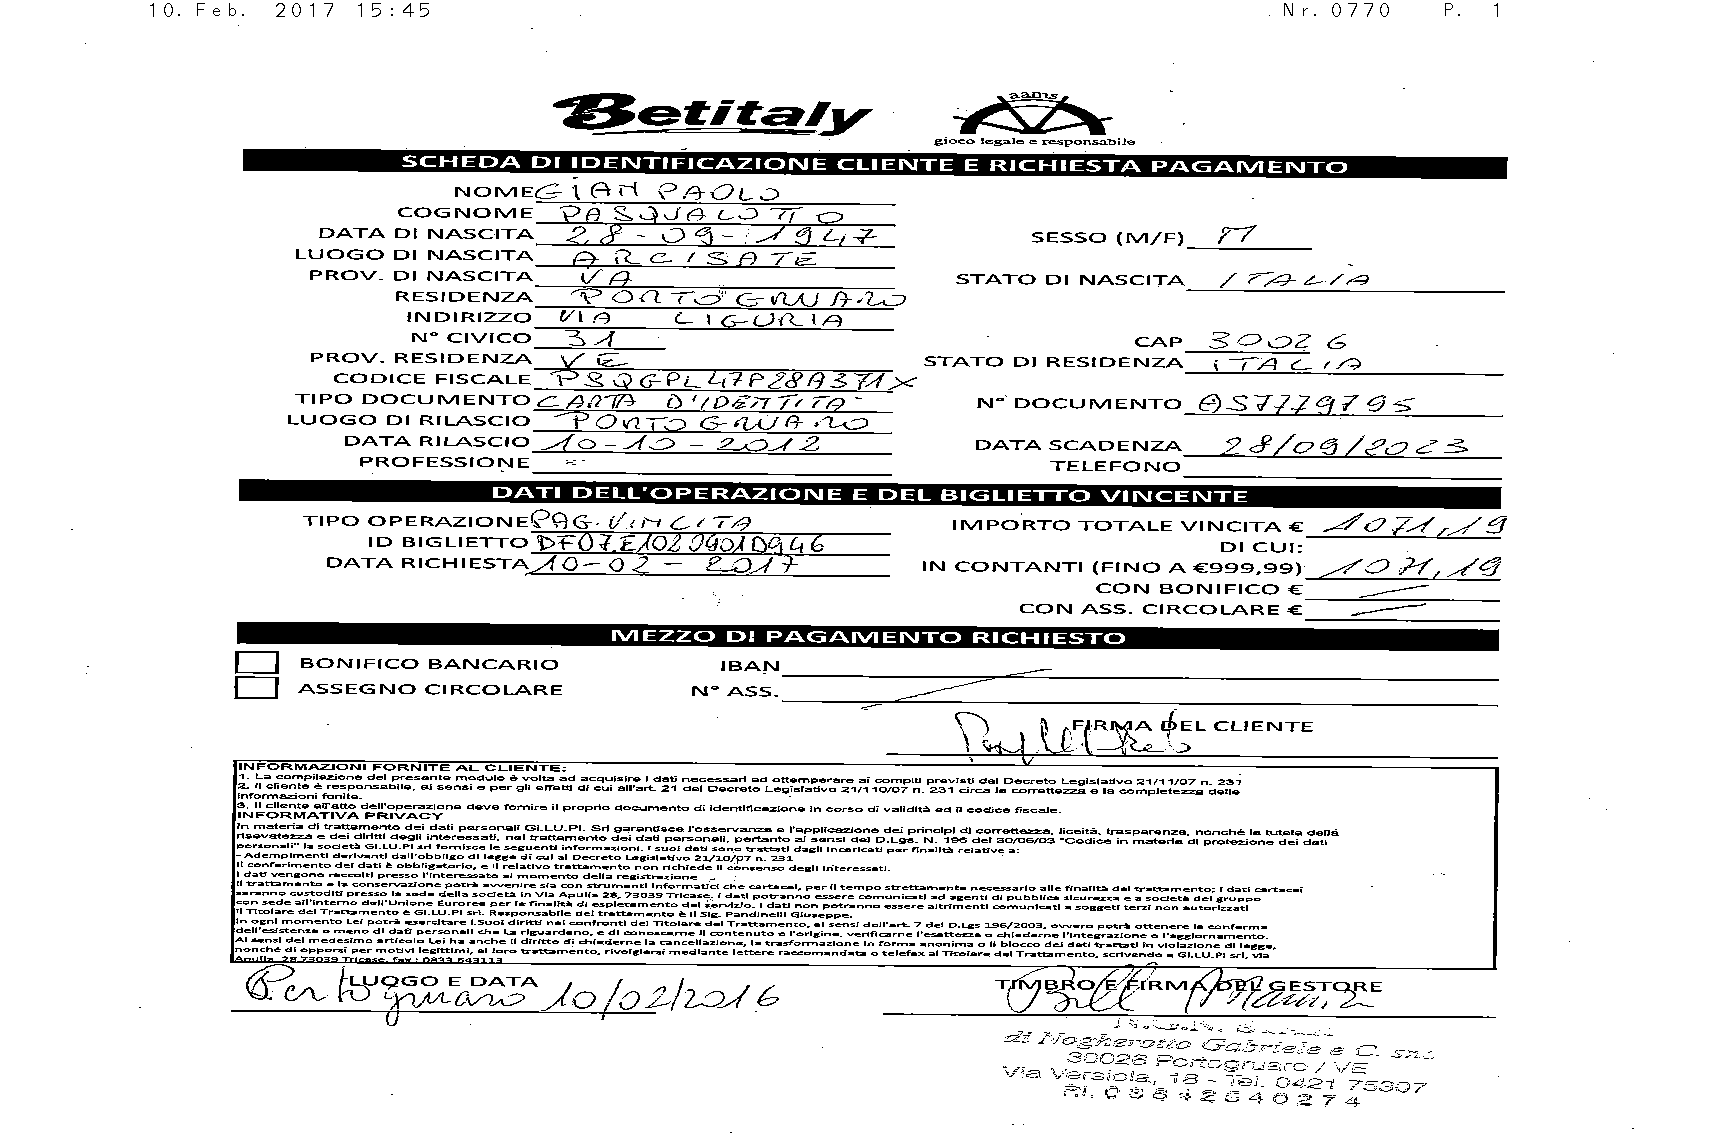 10. Feb. 2017 15:45 Nr. 0770 P. 1
Betitaly
aams
gioco legale e responsabile
SCHEDA DI IDENTIFICAZIONE CLIENTE E RICHIESTA PAGAMENTO
NOME GIAN PAOLO
COGNOME PASQUALOTTO
DATA DI NASCITA 28-09-1947 SESSO (M/F) M
LUOGO DI NASCITA ARCISATE
PROV. DI NASCITA VA STATO DI NASCITA ITALIA
RESIDENZA PORTOGRUARO
INDIRIZZO VIA LIGURIA
N° CIVICO 31 CAP 30026
PROV. RESIDENZA VE STATO DI RESIDENZA ITALIA
CODICE FISCALE PSQGPL47P28A371X
TIPO DOCUMENTO CARTA D'IDENTITA' N° DOCUMENTO AS7779795
LUOGO DI RILASCIO PORTOGRUARO
DATA RILASCIO 10-10-2012 DATA SCADENZA 28/09/2023
PROFESSIONE TELEFONO
DATI DELL'OPERAZIONE E DEL BIGLIETTO VINCENTE
TIPO OPERAZIONE PAG. VINCITA IMPORTO TOTALE VINCITA € 1071,19
ID BIGLIETTO DF07E1020401D946 DI CUI:
DATA RICHIESTA 10-02-2017 IN CONTANTI (FINO A €999,99) 1071,19
CON BONIFICO €
CON ASS. CIRCOLARE €
MEZZO DI PAGAMENTO RICHIESTO
BONIFICO BANCARIO IBAN
ASSEGNO CIRCOLARE N° ASS.
FIRMA DEL CLIENTE
INFORMAZIONI FORNITE AL CLIENTE:
1. La compilazione del presente modulo è volta ad acquisire i dati necessari ad ottemperare ai compiti previsti dal Decreto Legislativo 21/11/07 n. 231
2. Il cliente è responsabile, ai sensi e per gli effetti di cui all'art. 21 del Decreto Legislativo 21/110/07 n. 231 circa la correttezza e la completezza delle
informazioni fonite.
3. Il cliente all'atto dell'operazione deve fornire il proprio documento di identificazione in corso di validità ed il codice fiscale.
INFORMATIVA PRIVACY
In materia di trattamento dei dati personali GI.LU.PI. Srl garantisce l'osservanza e l'applicazione dei principi di correttezza, liceità, trasparenza, nonché la tutela della
riservatezza e dei diritti degli interessati, nel trattamento dei dati personali, pertanto ai sensi del D.Lgs. N. 196 del 30/06/03 "Codice in materia di protezione dei dati
personali" la società GI.LU.PI srl fornisce le seguenti informazioni. I suoi dati sono trattati dagli incaricati per finalità relative a:
- Adempimenti derivanti dall'obbligo di legge di cui al Decreto Legislativo 21/10/07 n. 231
Il conferimento dei dati è obbligatorio, e il relativo trattamento non richiede il consenso degli interessati.
I dati vengono raccolti presso l'interessato al momento della registrazione
Il trattamento e la conservazione potrà avvenire sia con strumenti informatici che cartacei, per il tempo strettamente necessario alle finalità del trattamento; i dati cartacei
saranno custoditi presso la sede della società in Via Apulia 28, 73039 Tricase. I dati potranno essere comunicati ad agenti di pubblica sicurezza e a società del gruppo
con sede all'interno dell'Unione Europea per la finalità di espletamento del servizio. I dati non potranno essere altrimenti comunicati a soggetti terzi non autorizzati
Il Titolare del Trattamento è GI.LU.PI srl. Responsabile del trattamento è il Sig. Pandinelli Giuseppe.
In ogni momento Lei potrà esercitare i Suoi diritti nei confronti del Titolare del Trattamento, ai sensi dell'art. 7 del D.Lgs 196/2003, ovvero potrà ottenere la conferma
dell'esistenza o meno di dati personali che La riguardano, e di conoscerne il contenuto e l'origine, verificarne l'esattezza o chiederne l'integrazione o l'aggiornamento.
Ai sensi del medesimo articolo Lei ha anche il diritto di chiederne la cancellazione, la trasformazione in forma anonima o il blocco dei dati trattati in violazione di legge,
nonché di opporsi per motivi legittimi, al loro trattamento, rivolgersi mediante lettere raccomandata o telefax al Titolare del Trattamento, scrivendo a GI.LU.PI srl, via
Apulia, 28 73039 Tricase, fax : 0833 543113
LUOGO E DATA TIMBRO E FIRMA DEL GESTORE
Portogruaro 10/02/2016
di Nogherotto Gabriele e C. snc
30026 Portogruaro / VE
Via Versiola, 18 - Tel. 0421 75307
P.I. 03842540274